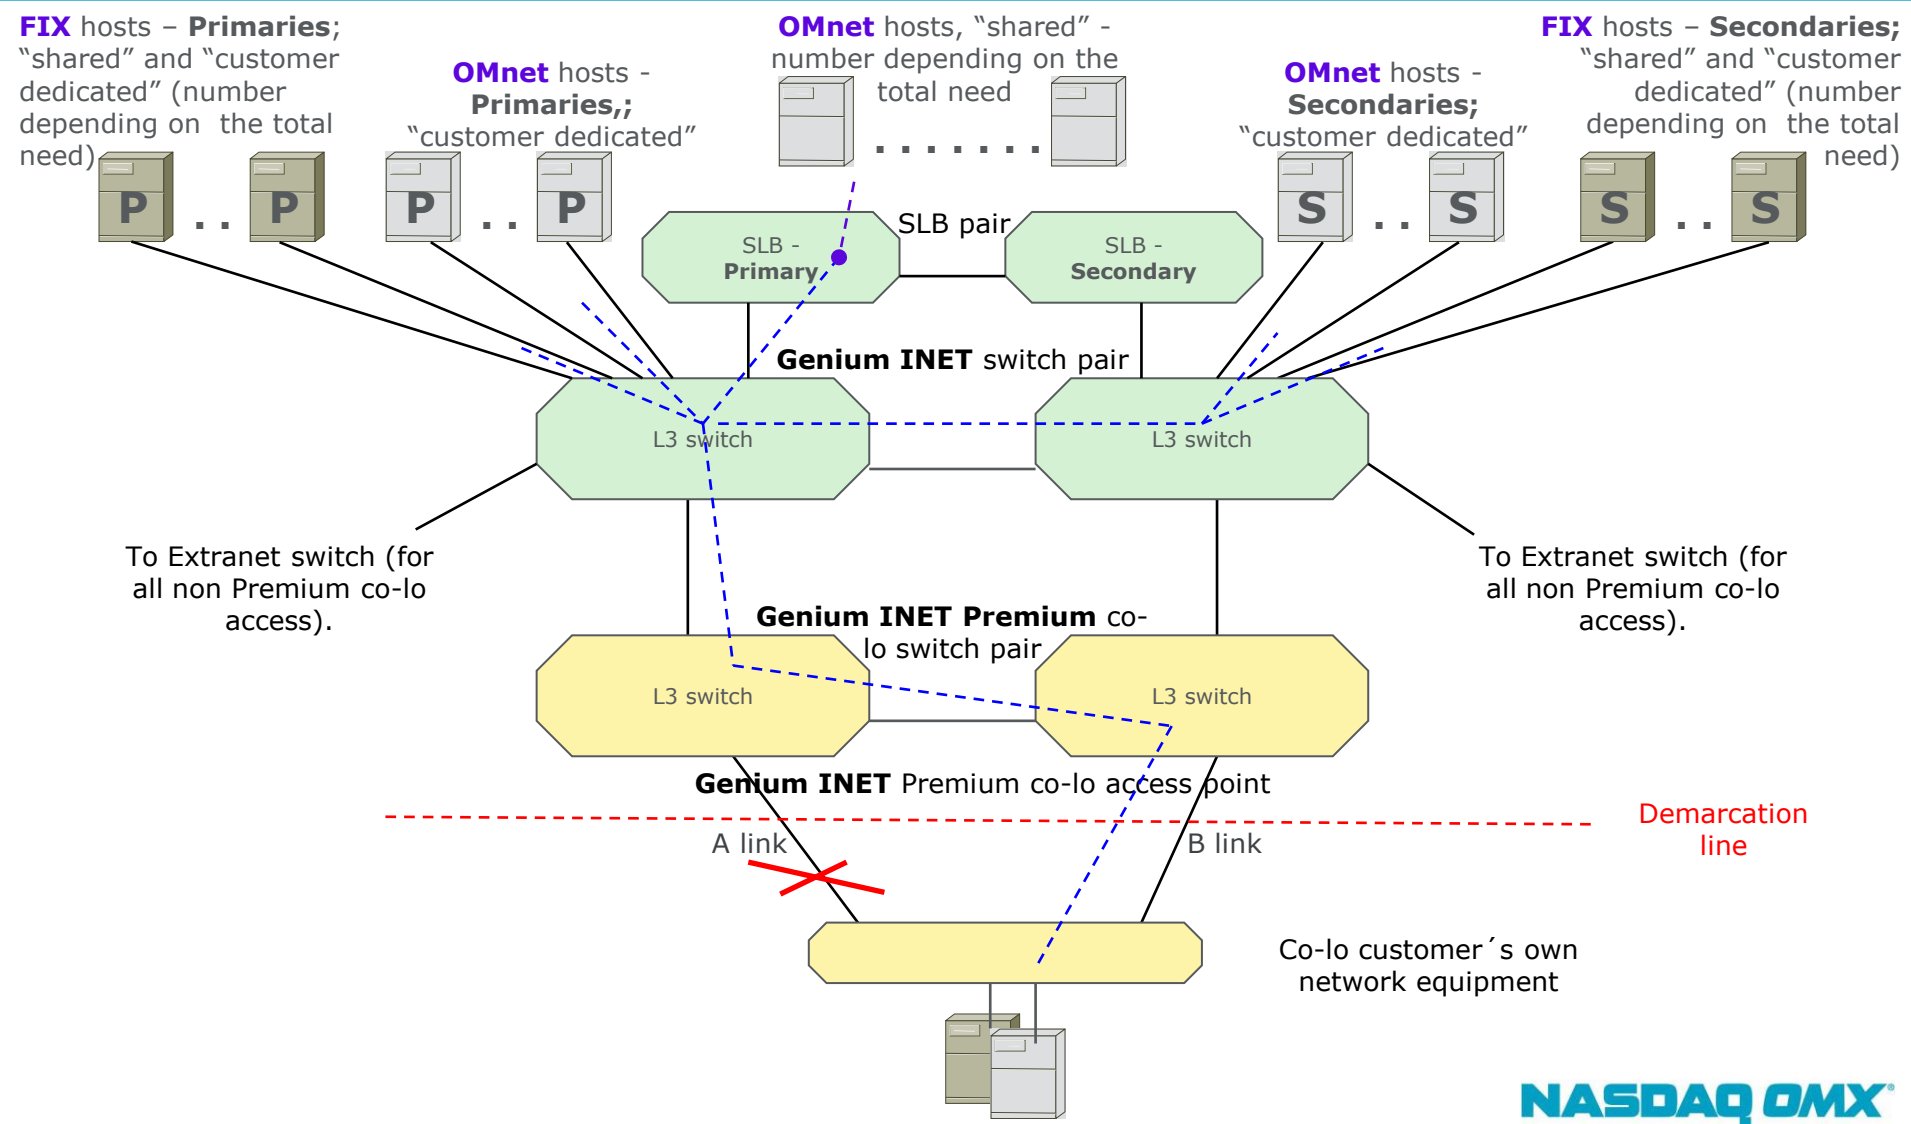 FIX hosts – Primaries;
“shared” and “customer
dedicated” (number
depending on the total
need)
OMnet hosts -
Primaries,;
“customer dedicated”
OMnet hosts, “shared” -
number depending on the
total need
OMnet hosts -
Secondaries;
“customer dedicated”
FIX hosts – Secondaries;
“shared” and “customer
dedicated” (number
depending on the total
need)
P . . P
P . . P
. . . . . . .
S . . S
S . . S
SLB -
Primary
SLB pair
SLB -
Secondary
Genium INET switch pair
L3 switch
L3 switch
To Extranet switch (for
all non Premium co-lo
access).
To Extranet switch (for
all non Premium co-lo
access).
Genium INET Premium co-
lo switch pair
L3 switch
L3 switch
Genium INET Premium co-lo access point
Demarcation
line
A link
B link
Co-lo customer´s own
network equipment
NASDAQ OMX®